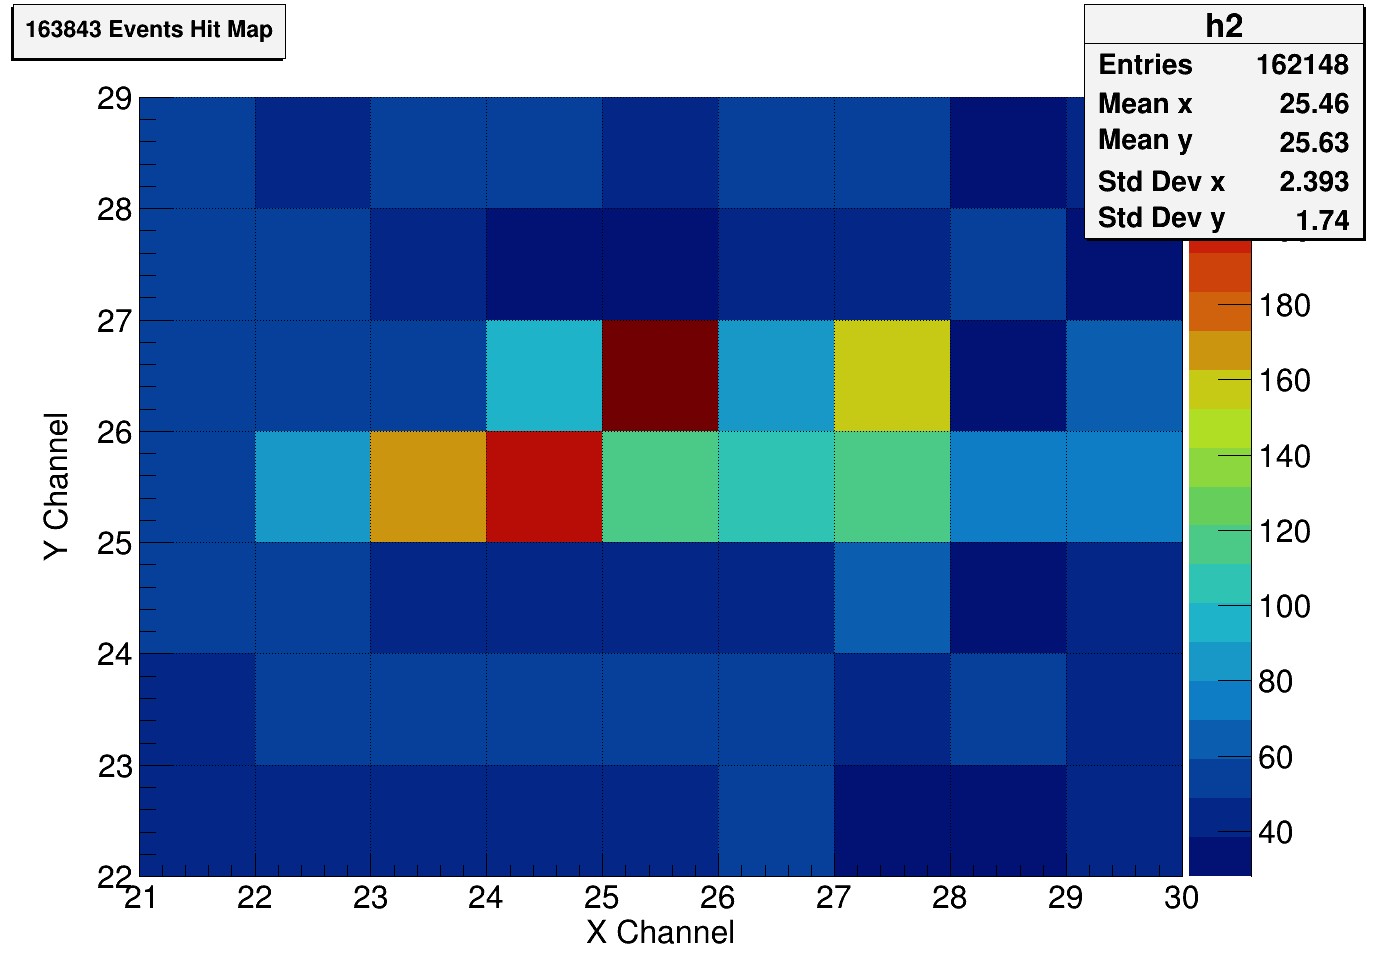 163843 Events Hit Map
h2
Entries 162148
Mean x 25.46
Mean y 25.63
Std Dev x 2.393
Std Dev y 1.74
29
28
27
26
25
24
23
22
Y Channel
21 22 23 24 25 26 27 28 29 30
X Channel
180
160
140
120
100
80
60
40